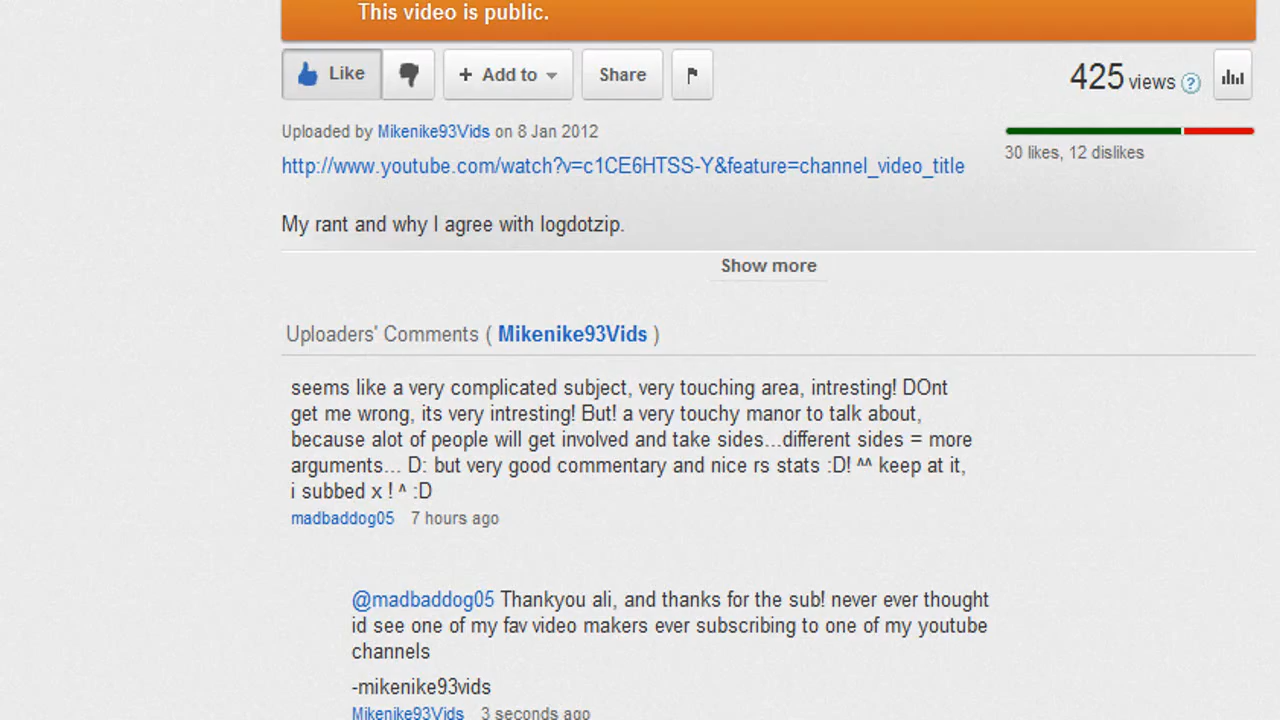 This video is public.
Like + Add to Share 425 views ?
Uploaded by Mikenike93Vids on 8 Jan 2012
30 likes, 12 dislikes
http://www.youtube.com/watch?v=c1CE6HTSS-Y&feature=channel_video_title
My rant and why I agree with logdotzip.
Show more
Uploaders' Comments ( Mikenike93Vids )
seems like a very complicated subject, very touching area, intresting! DOnt
get me wrong, its very intresting! But! a very touchy manor to talk about,
because alot of people will get involved and take sides...different sides = more
arguments... D: but very good commentary and nice rs stats :D! ^^ keep at it,
i subbed x ! ^ :D
madbaddog05 7 hours ago
@madbaddog05 Thankyou ali, and thanks for the sub! never ever thought
id see one of my fav video makers ever subscribing to one of my youtube
channels
-mikenike93vids
Mikenike93Vids 3 seconds ago